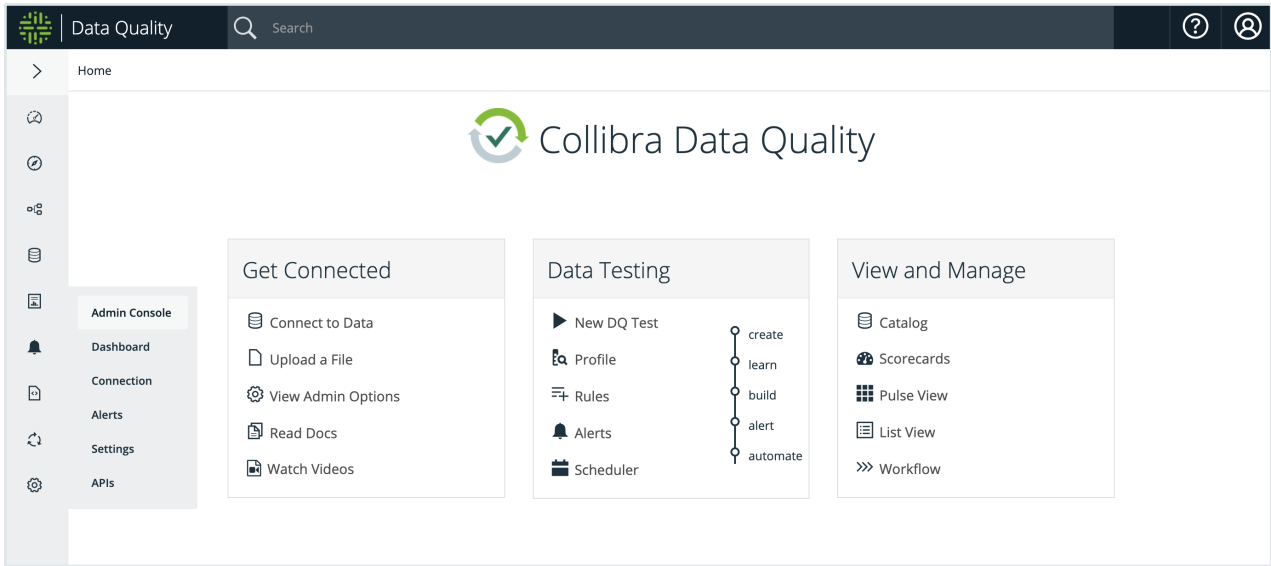 Data Quality
Search
Home
Collibra Data Quality
Admin Console
Dashboard
Connection
Alerts
Settings
APIs
Get Connected
Connect to Data
Upload a File
View Admin Options
Read Docs
Watch Videos
Data Testing
New DQ Test
Profile
Rules
Alerts
Scheduler
create
learn
build
alert
automate
View and Manage
Catalog
Scorecards
Pulse View
List View
Workflow